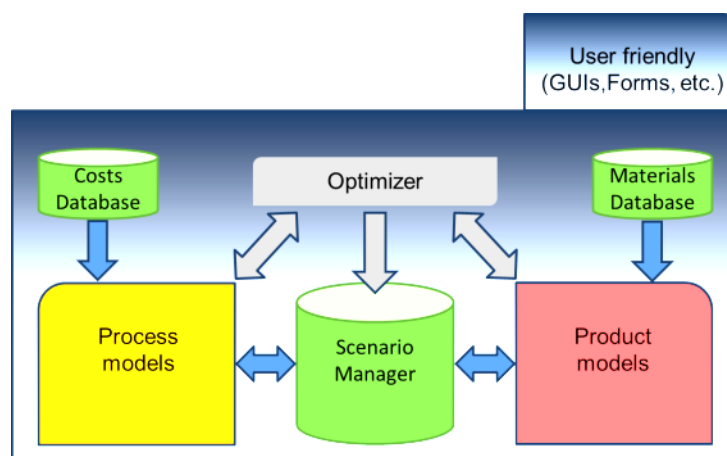 User friendly
(GUIs,Forms, etc.)
Costs
Database
Optimizer
Materials
Database
Process
models
Scenario
Manager
Product
models